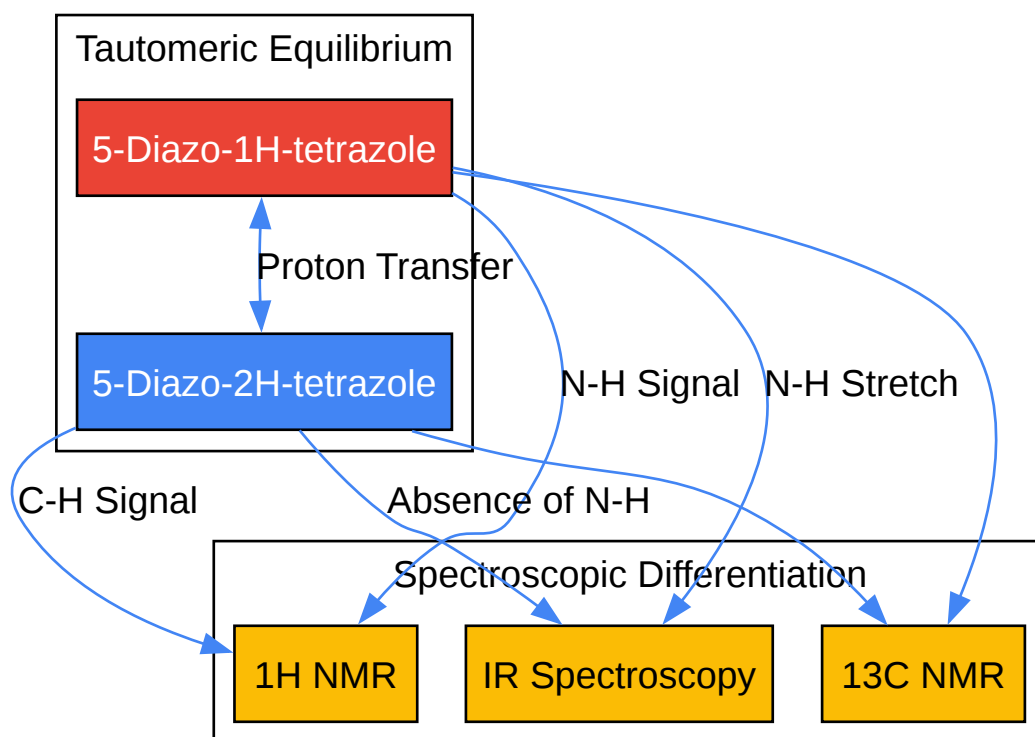 Tautomeric Equilibrium
5-Diazo-1H-tetrazole
Proton Transfer
5-Diazo-2H-tetrazole
N-H Signal
N-H Stretch
C-H Signal
Absence of N-H
Spectroscopic Differentiation
1H NMR
IR Spectroscopy
13C NMR